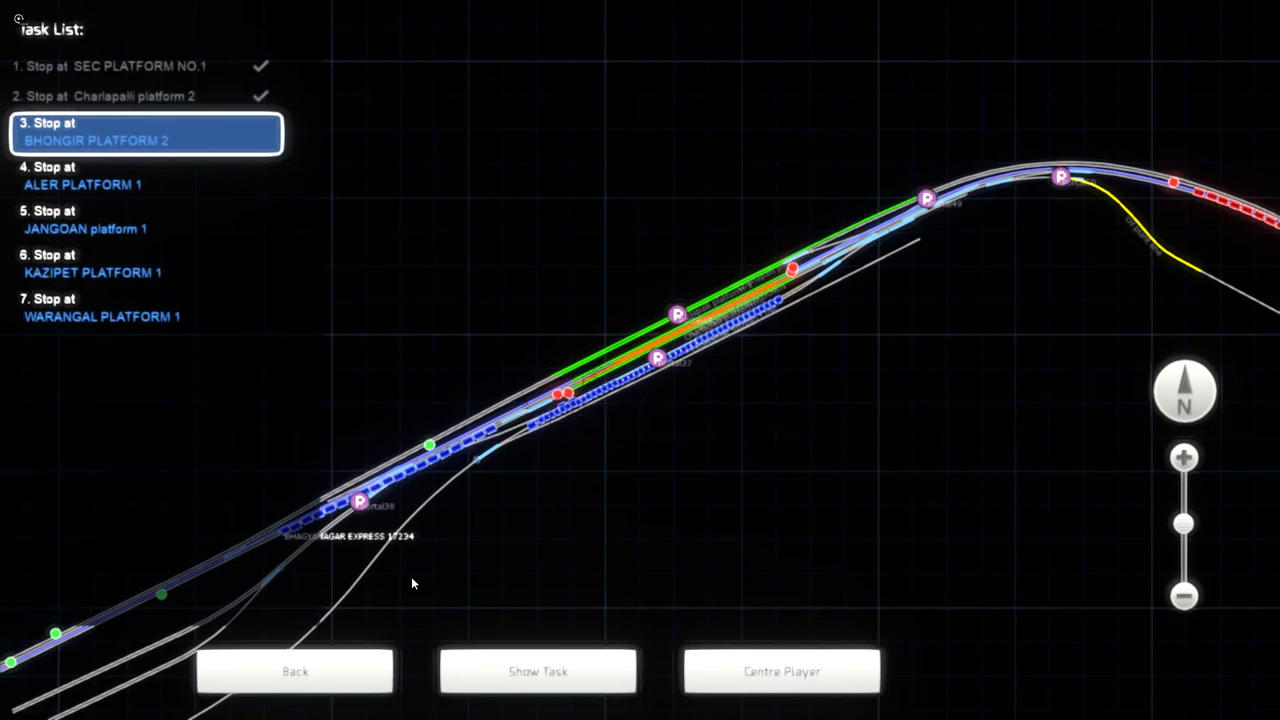 Task List:
1. Stop at SEC PLATFORM NO.1
2. Stop at Charlapalli platform 2
3. Stop at
BHONGIR PLATFORM 2
4. Stop at
ALER PLATFORM 1
5. Stop at
JANGOAN platform 1
6. Stop at
KAZIPET PLATFORM 1
7. Stop at
WARANGAL PLATFORM 1
P
P
P
P
P
BHAGYANAGAR EXPRESS 17234
N
Back
Show Task
Centre Player